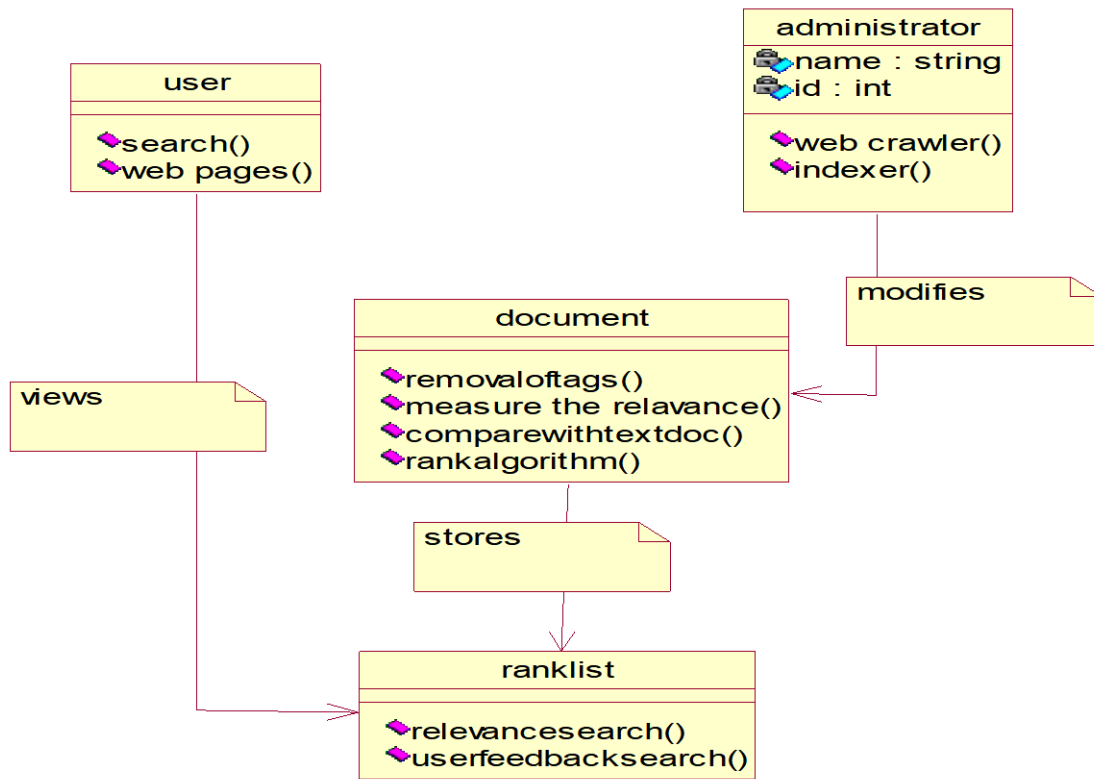 user
search()
web pages()
administrator
name : string
id : int
web crawler()
indexer()
modifies
document
removaloftags()
measure the relavance()
comparewithtextdoc()
rankalgorithm()
views
stores
ranklist
relevancesearch()
userfeedbacksearch()